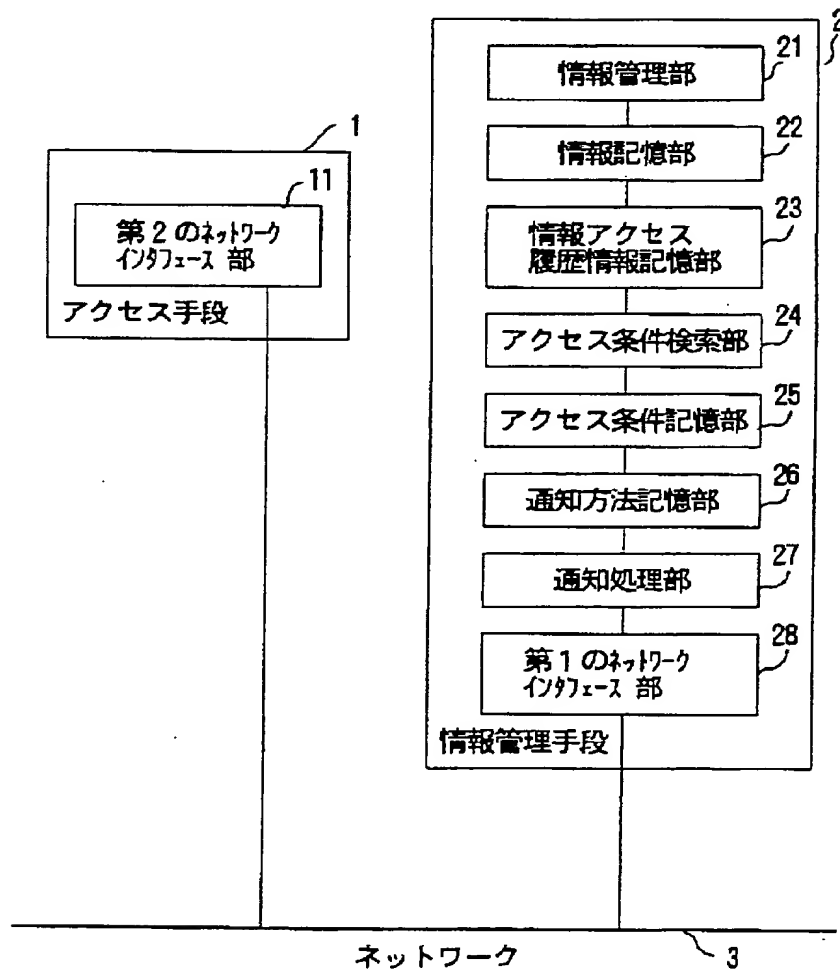 1
11
第2のネットワーク
インタフェース 部
アクセス手段
2
21
情報管理部
22
情報記憶部
23
情報アクセス
履歴情報記憶部
24
アクセス条件検索部
25
アクセス条件記憶部
26
通知方法記憶部
27
通知処理部
28
第1のネットワーク
インタフェース 部
情報管理手段
ネットワーク
3